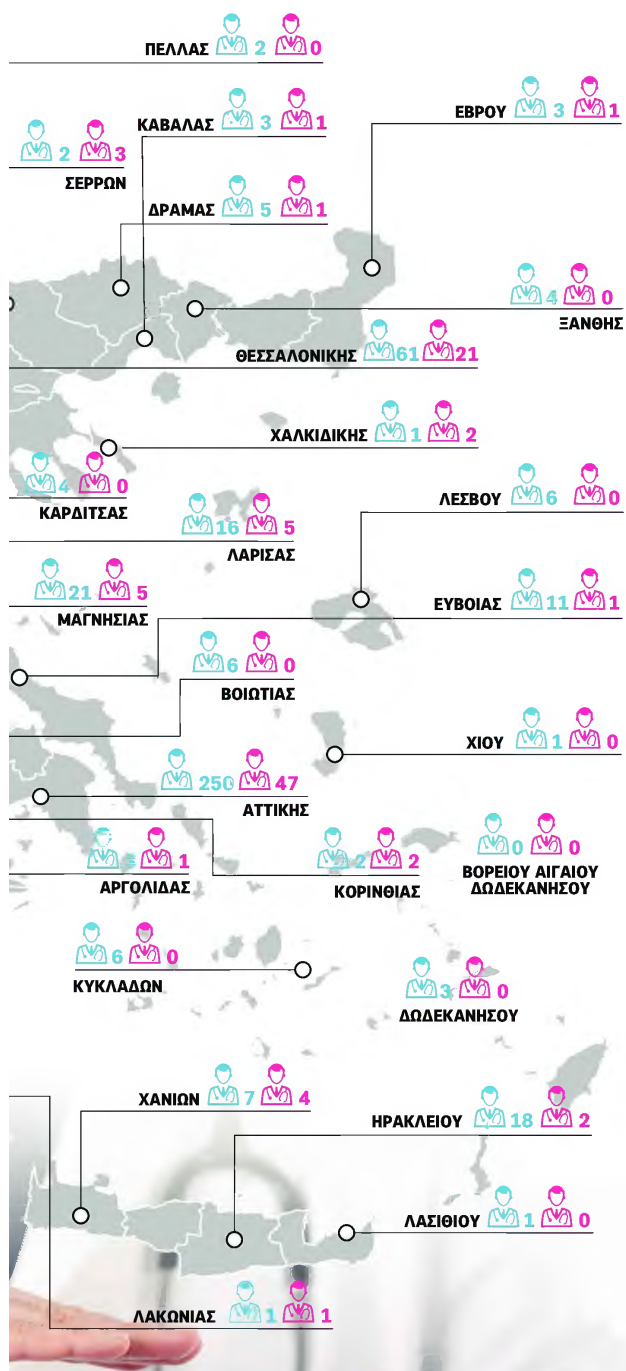 ΠΕΛΛΑΣ 2 0
ΚΑΒΑΛΑΣ 3 1
ΕΒΡΟΥ 3 1
2 3
ΣΕΡΡΩΝ
ΔΡΑΜΑΣ 5 1
4 0
ΞΑΝΘΗΣ
ΘΕΣΣΑΛΟΝΙΚΗΣ 61 21
ΧΑΛΚΙΔΙΚΗΣ 1 2
4 0
ΚΑΡΔΙΤΣΑΣ
ΛΕΣΒΟΥ 6 0
16 5
ΛΑΡΙΣΑΣ
21 5
ΜΑΓΝΗΣΙΑΣ
ΕΥΒΟΙΑΣ 11 1
6 0
ΒΟΙΩΤΙΑΣ
ΧΙΟΥ 1 0
250 47
ΑΤΤΙΚΗΣ
1
ΑΡΓΟΛΙΔΑΣ
2 2
ΚΟΡΙΝΘΙΑΣ
0 0
ΒΟΡΕΙΟΥ ΑΙΓΑΙΟΥ
ΔΩΔΕΚΑΝΗΣΟΥ
6 0
ΚΥΚΛΑΔΩΝ
3 0
ΔΩΔΕΚΑΝΗΣΟΥ
ΧΑΝΙΩΝ 7 4
ΗΡΑΚΛΕΙΟΥ 18 2
ΛΑΣΙΘΙΟΥ 1 0
ΛΑΚΩΝΙΑΣ 1 1